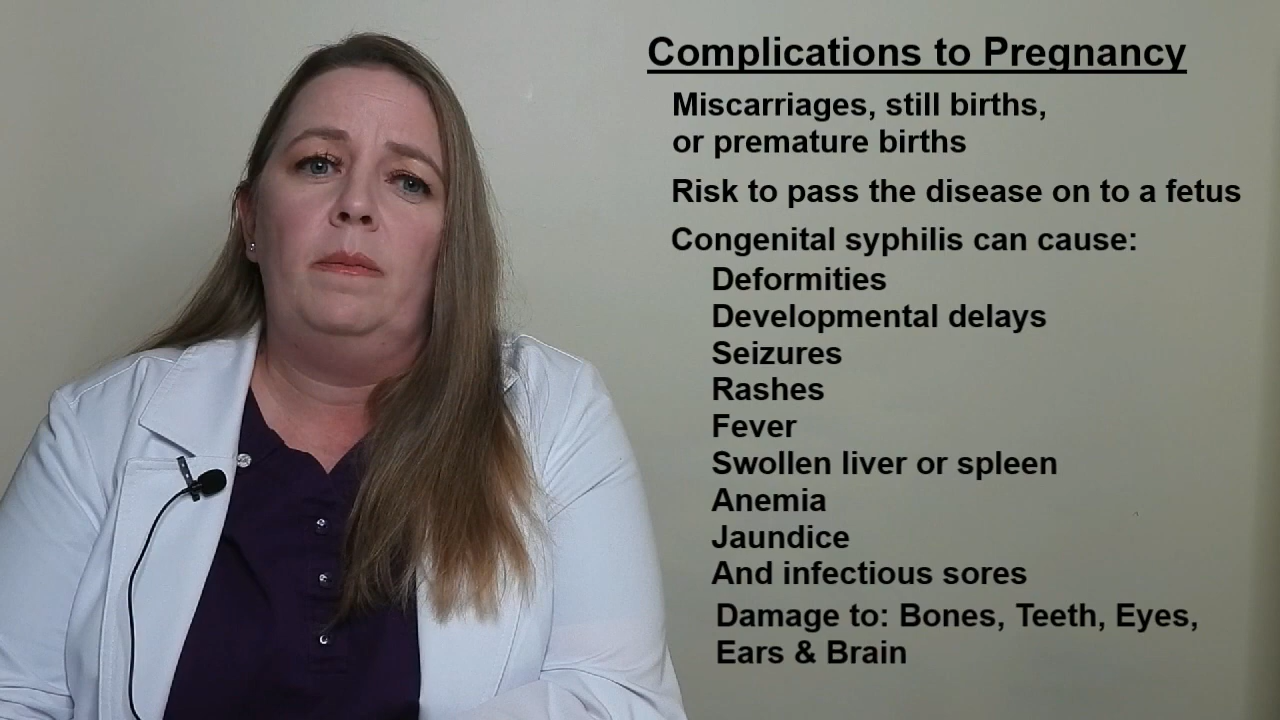 Complications to Pregnancy
Miscarriages, still births,
or premature births
Risk to pass the disease on to a fetus
Congenital syphilis can cause:
Deformities
Developmental delays
Seizures
Rashes
Fever
Swollen liver or spleen
Anemia
Jaundice
And infectious sores
Damage to: Bones, Teeth, Eyes,
Ears & Brain